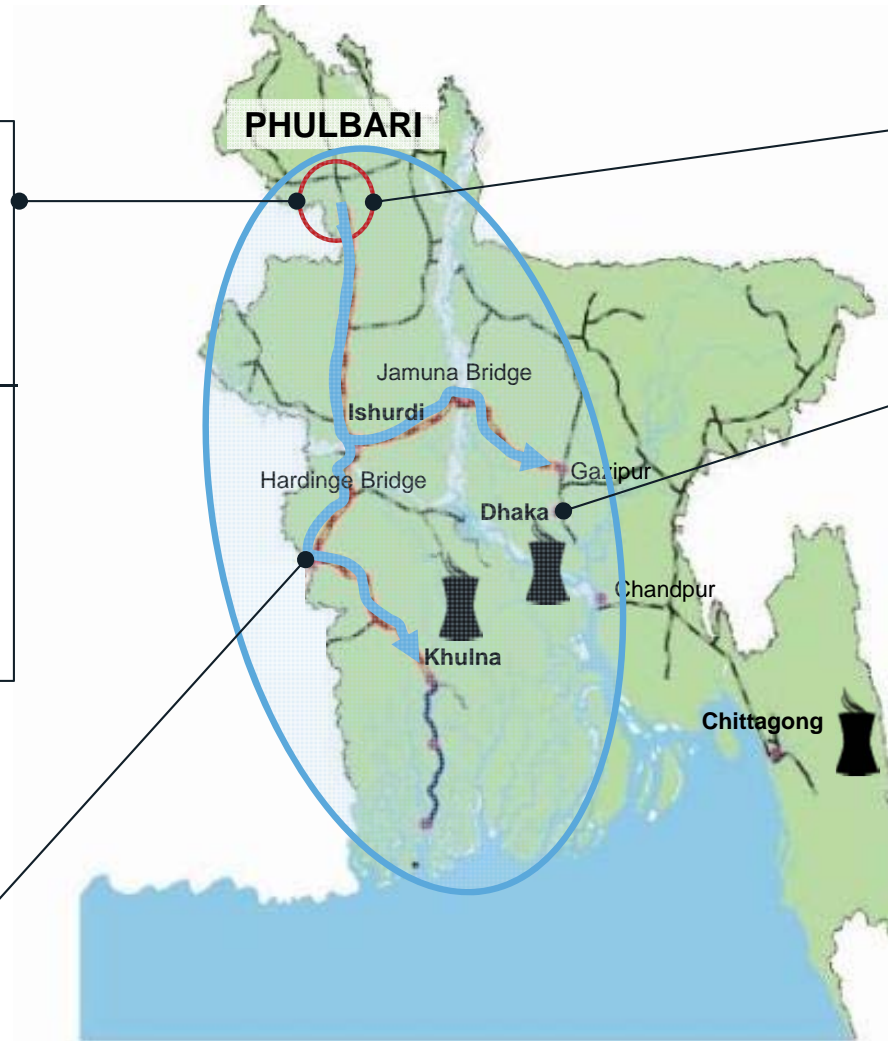 PHULBARI
Jamuna Bridge
Ishurdi
Gazipur
Hardinge Bridge
Dhaka
Chandpur
Khulna
Chittagong